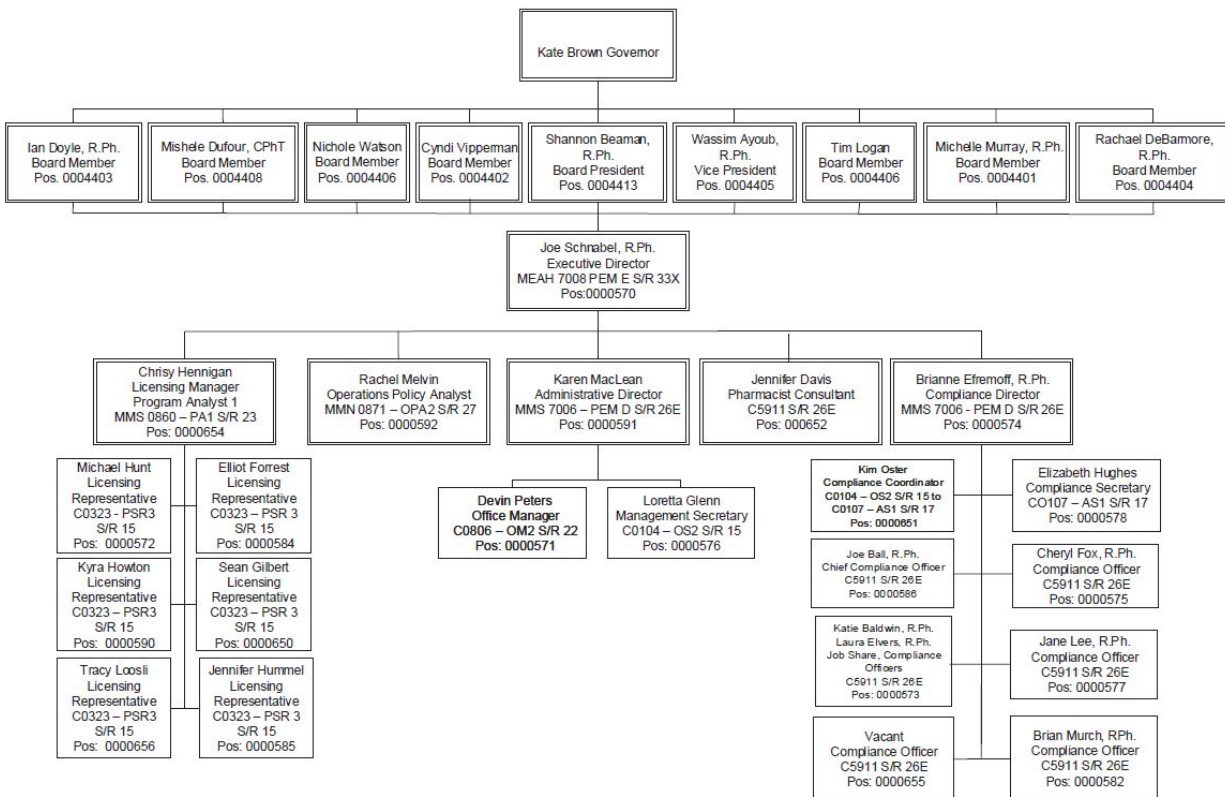 Kate Brown Governor
Ian Doyle, R.Ph.
Board Member
Pos. 0004403
Mishele Dufour, CPhT
Board Member
Pos. 0004408
Nichole Watson
Board Member
Pos. 0004406
Cyndi Vipperman
Board Member
Pos. 0004402
Shannon Beaman,
R.Ph.
Board President
Pos. 0004413
Wassim Ayoub,
R.Ph.
Vice President
Pos. 0004405
Tim Logan
Board Member
Pos. 0004406
Michelle Murray, R.Ph.
Board Member
Pos. 0004401
Rachael DeBarmore,
R.Ph.
Board Member
Pos. 0004404
Joe Schnabel, R.Ph.
Executive Director
MEAH 7008 PEM E S/R 33X
Pos:0000570
Chrisy Hennigan
Licensing Manager
Program Analyst 1
MMS 0860 – PA1 S/R 23
Pos: 0000654
Rachel Melvin
Operations Policy Analyst
MMN 0871 – OPA2 S/R 27
Pos: 0000592
Karen MacLean
Administrative Director
MMS 7006 – PEM D S/R 26E
Pos: 0000591
Jennifer Davis
Pharmacist Consultant
C5911 S/R 26E
Pos: 000652
Brianne Efremoff, R.Ph.
Compliance Director
MMS 7006 - PEM D S/R 26E
Pos: 0000574
Michael Hunt
Licensing
Representative
C0323 - PSR3
S/R 15
Pos: 0000572
Elliot Forrest
Licensing
Representative
C0323 – PSR 3
S/R 15
Pos: 0000584
Kyra Howton
Licensing
Representative
C0323 – PSR3
S/R 15
Pos: 0000590
Sean Gilbert
Licensing
Representative
C0323 – PSR 3
S/R 15
Pos: 0000650
Tracy Loosli
Licensing
Representative
C0323 – PSR3
S/R 15
Pos: 0000656
Jennifer Hummel
Licensing
Representative
C0323 – PSR 3
S/R 15
Pos: 0000585
Devin Peters
Office Manager
C0806 – OM2 S/R 22
Pos: 0000571
Loretta Glenn
Management Secretary
C0104 – OS2 S/R 15
Pos: 0000576
Kim Oster
Compliance Coordinator
C0104 – OS2 S/R 15 to
C0107 – AS1 S/R 17
Pos: 0000651
Elizabeth Hughes
Compliance Secretary
CO107 – AS1 S/R 17
Pos: 0000578
Joe Ball, R.Ph.
Chief Compliance Officer
C5911 S/R 26E
Pos: 0000586
Cheryl Fox, R.Ph.
Compliance Officer
C5911 S/R 26E
Pos: 0000575
Katie Baldwin, R.Ph.
Laura Elvers, R.Ph.
Job Share, Compliance
Officers
C5911 S/R 26E
Pos: 0000573
Jane Lee, R.Ph.
Compliance Officer
C5911 S/R 26E
Pos: 0000577
Vacant
Compliance Officer
C5911 S/R 26E
Pos: 0000655
Brian Murch, RPh.
Compliance Officer
C5911 S/R 26E
Pos: 0000582